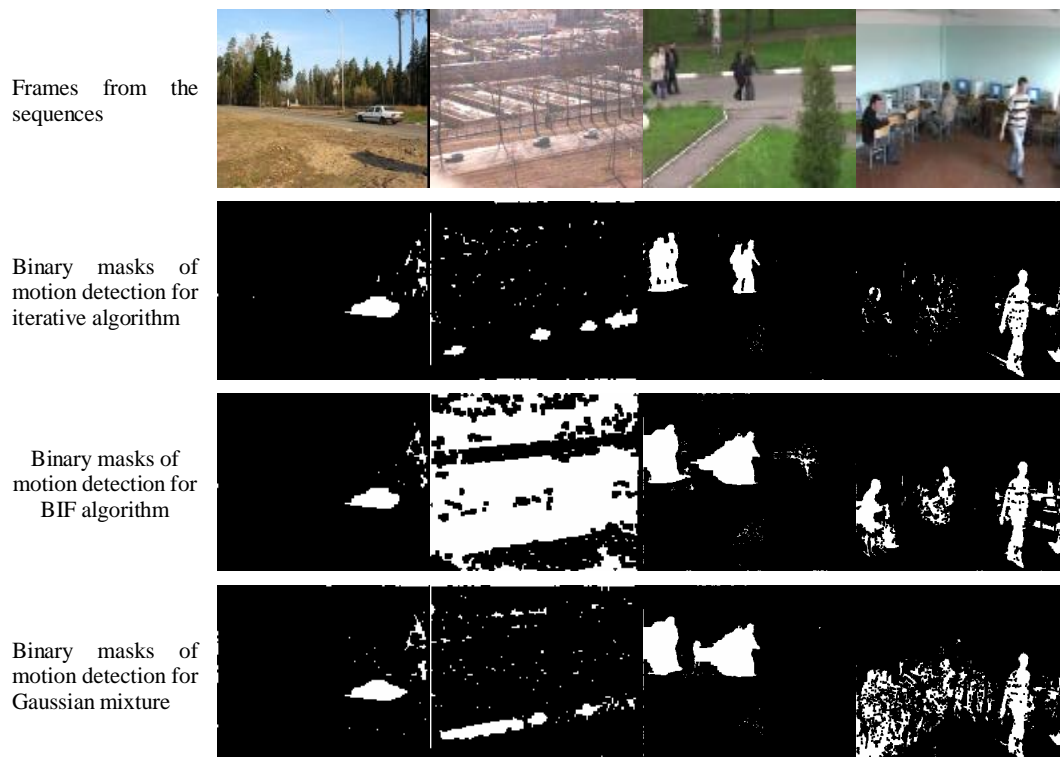 Frames from the
sequences
Binary masks of
motion detection for
iterative algorithm
Binary masks of
motion detection for
BIF algorithm
Binary masks of
motion detection for
Gaussian mixture